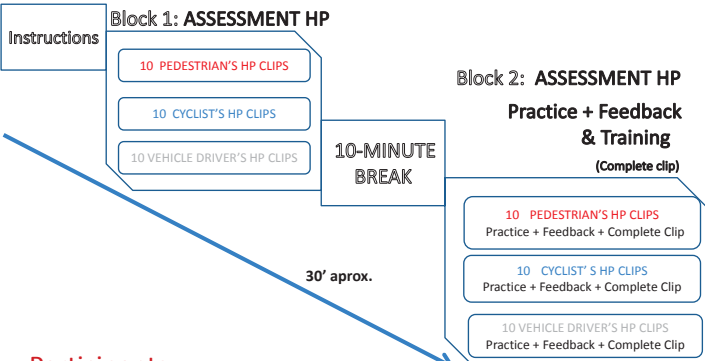 Instructions
Block 1: ASSESSMENT HP
10 PEDESTRIAN'S HP CLIPS
10 CYCLIST'S HP CLIPS
10 VEHICLE DRIVER'S HP CLIPS
10-MINUTE
BREAK
Block 2: ASSESSMENT HP
Practice + Feedback
& Training
(Complete clip)
10 PEDESTRIAN'S HP CLIPS
Practice + Feedback + Complete Clip
10 CYCLIST' S HP CLIPS
Practice + Feedback + Complete Clip
10 VEHICLE DRIVER'S HP CLIPS
Practice + Feedback + Complete Clip
30' aprox.